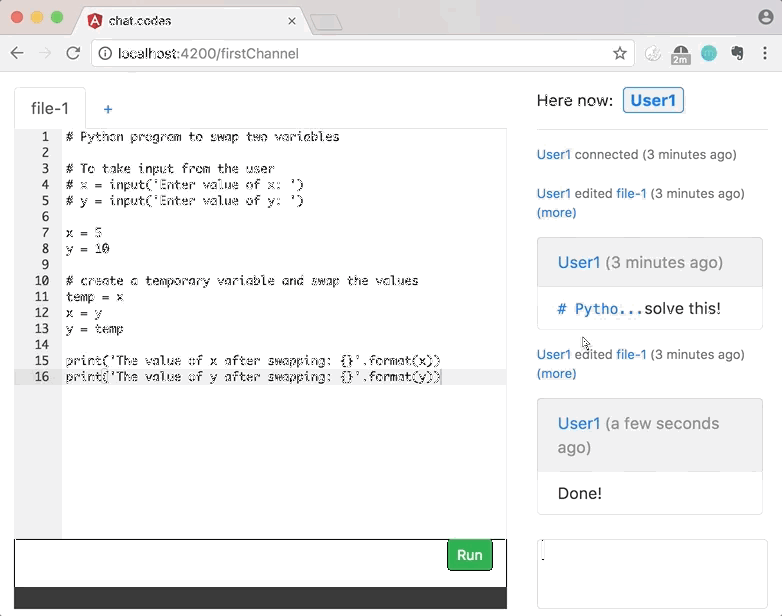 chat.codes
localhost:4200/firstChannel
2m
file-1
+
1 # Python program to swap two variables
2
3 # To take input from the user
4 # x = input('Enter value of x: ')
5 # y = input('Enter value of y: ')
6
7 x = 5
8 y = 10
9
10 # create a temporary variable and swap the values
11 temp = x
12 x = y
13 y = temp
14
15 print('The value of x after swapping: {}'.format(x))
16 print('The value of y after swapping: {}'.format(y))
Run
Here now: User1
User1 connected (3 minutes ago)
User1 edited file-1 (3 minutes ago)
(more)
User1 (3 minutes ago)
# Pytho...solve this!
User1 edited file-1 (3 minutes ago)
(more)
User1 (a few seconds
ago)
Done!